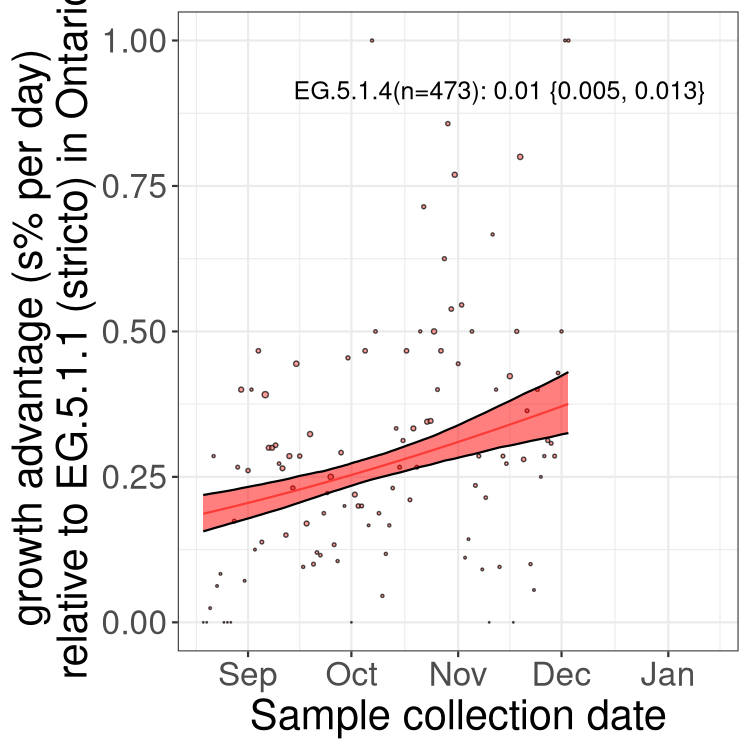 growth advantage (s% per day)
relative to EG.5.1.1 (stricto) in Ontario
1.00
0.75
0.50
0.25
0.00
EG.5.1.4(n=473): 0.01 {0.005, 0.013}
Sep Oct Nov Dec Jan
Sample collection date